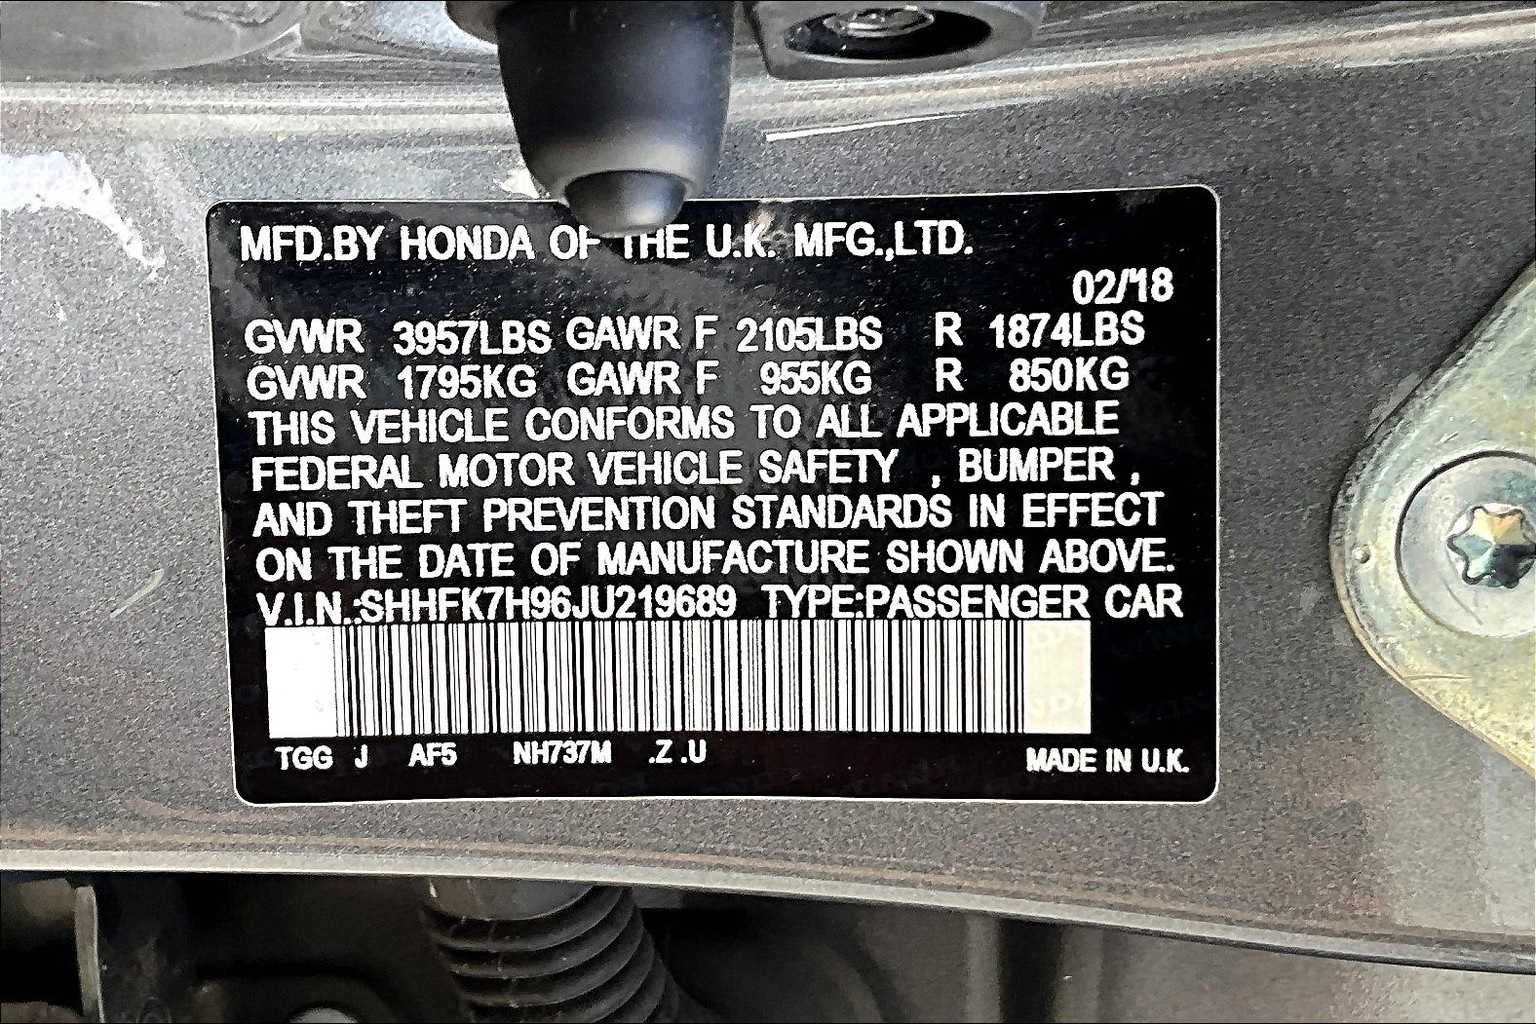 MFD.BY HONDA OF THE U.K. MFG.,LTD.
02/'18
GVWR 3957LBS GAWR F 2105LBS R 1874LBS
GVWR 1795KG GAWR F 955KG R 850KG
THIS VEHICLE CONFORMS TO ALL APPLICABLE
FEDERAL MOTOR VEHICLE SAFETY , BUMPER ,
AND THEFT PREVENTION STANDARDS IN EFFECT
ON THE DATE OF MANUFACTURE SHOWN ABOVE.
V.I.N.:SHHFK7H96JU219689 TYPE:PASSENGER CAR
TGG J AF5 NH737M .Z .U MADE IN U.K.